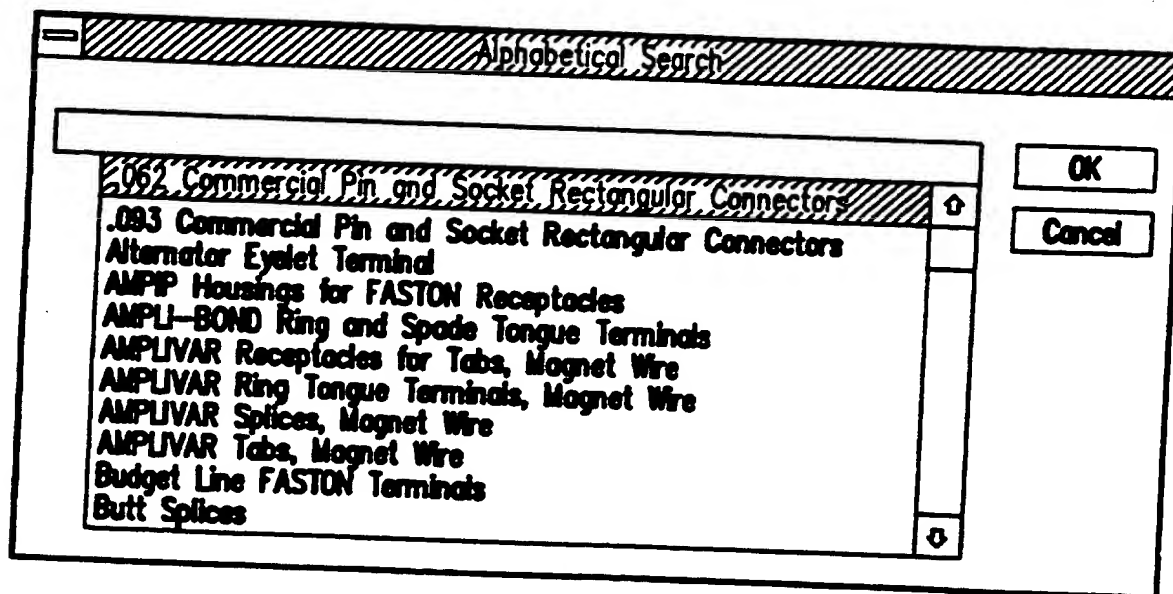 Alphabetical Search
.062 Commercial Pin and Socket Rectangular Connectors
OK
.093 Commercial Pin and Socket Rectangular Connectors
Cancel
Alternator Eyelet Terminal
AMPIP Housings for FASTON Receptacles
AMPLI-BOND Ring and Spade Tongue Terminals
AMPLIVAR Receptacles for Tabs, Magnet Wire
AMPLIVAR Ring Tongue Terminals, Magnet Wire
AMPLIVAR Splices, Magnet Wire
AMPLIVAR Tabs, Magnet Wire
Budget Line FASTON Terminals
Butt Splices